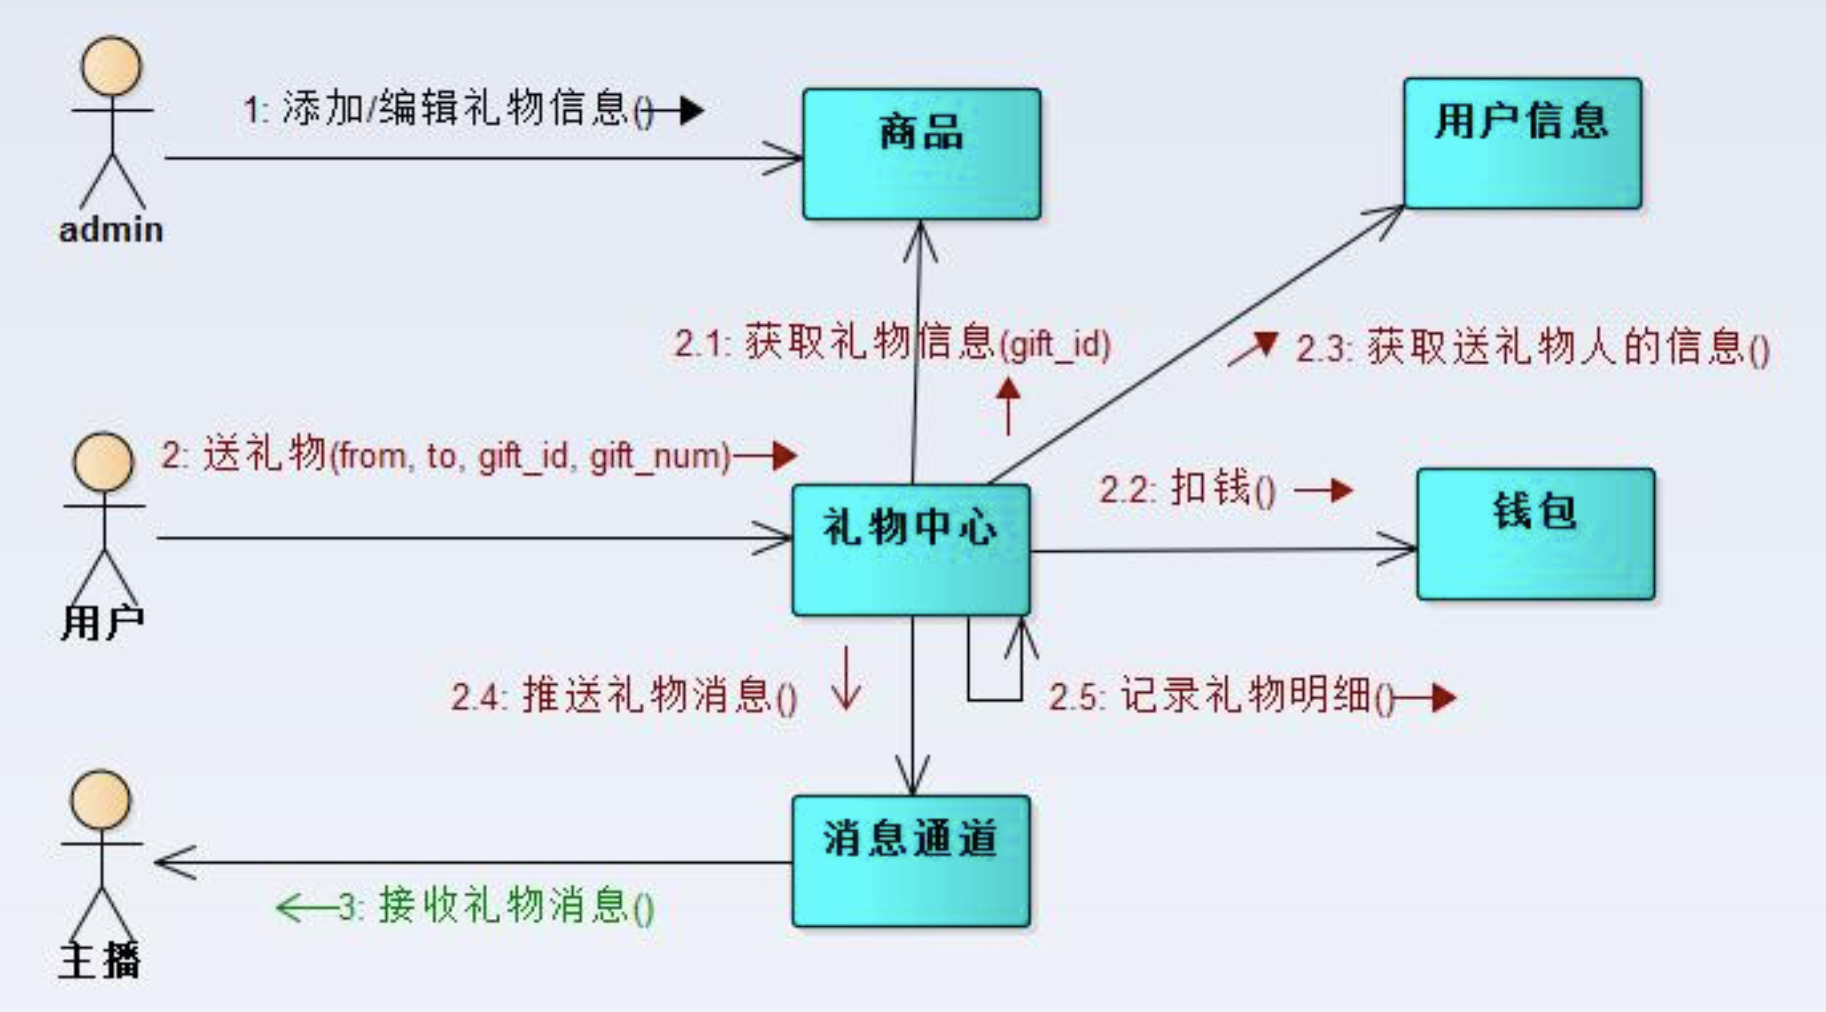 1: 添加/编辑礼物信息()
商品
用户信息
admin
2.1: 获取礼物信息(gift_id)
2.3: 获取送礼物人的信息()
2: 送礼物(from, to, gift_id, gift_num)
2.2: 扣钱()
钱包
礼物中心
用户
2.4: 推送礼物消息()
2.5: 记录礼物明细()
消息通道
3: 接收礼物消息()
主播